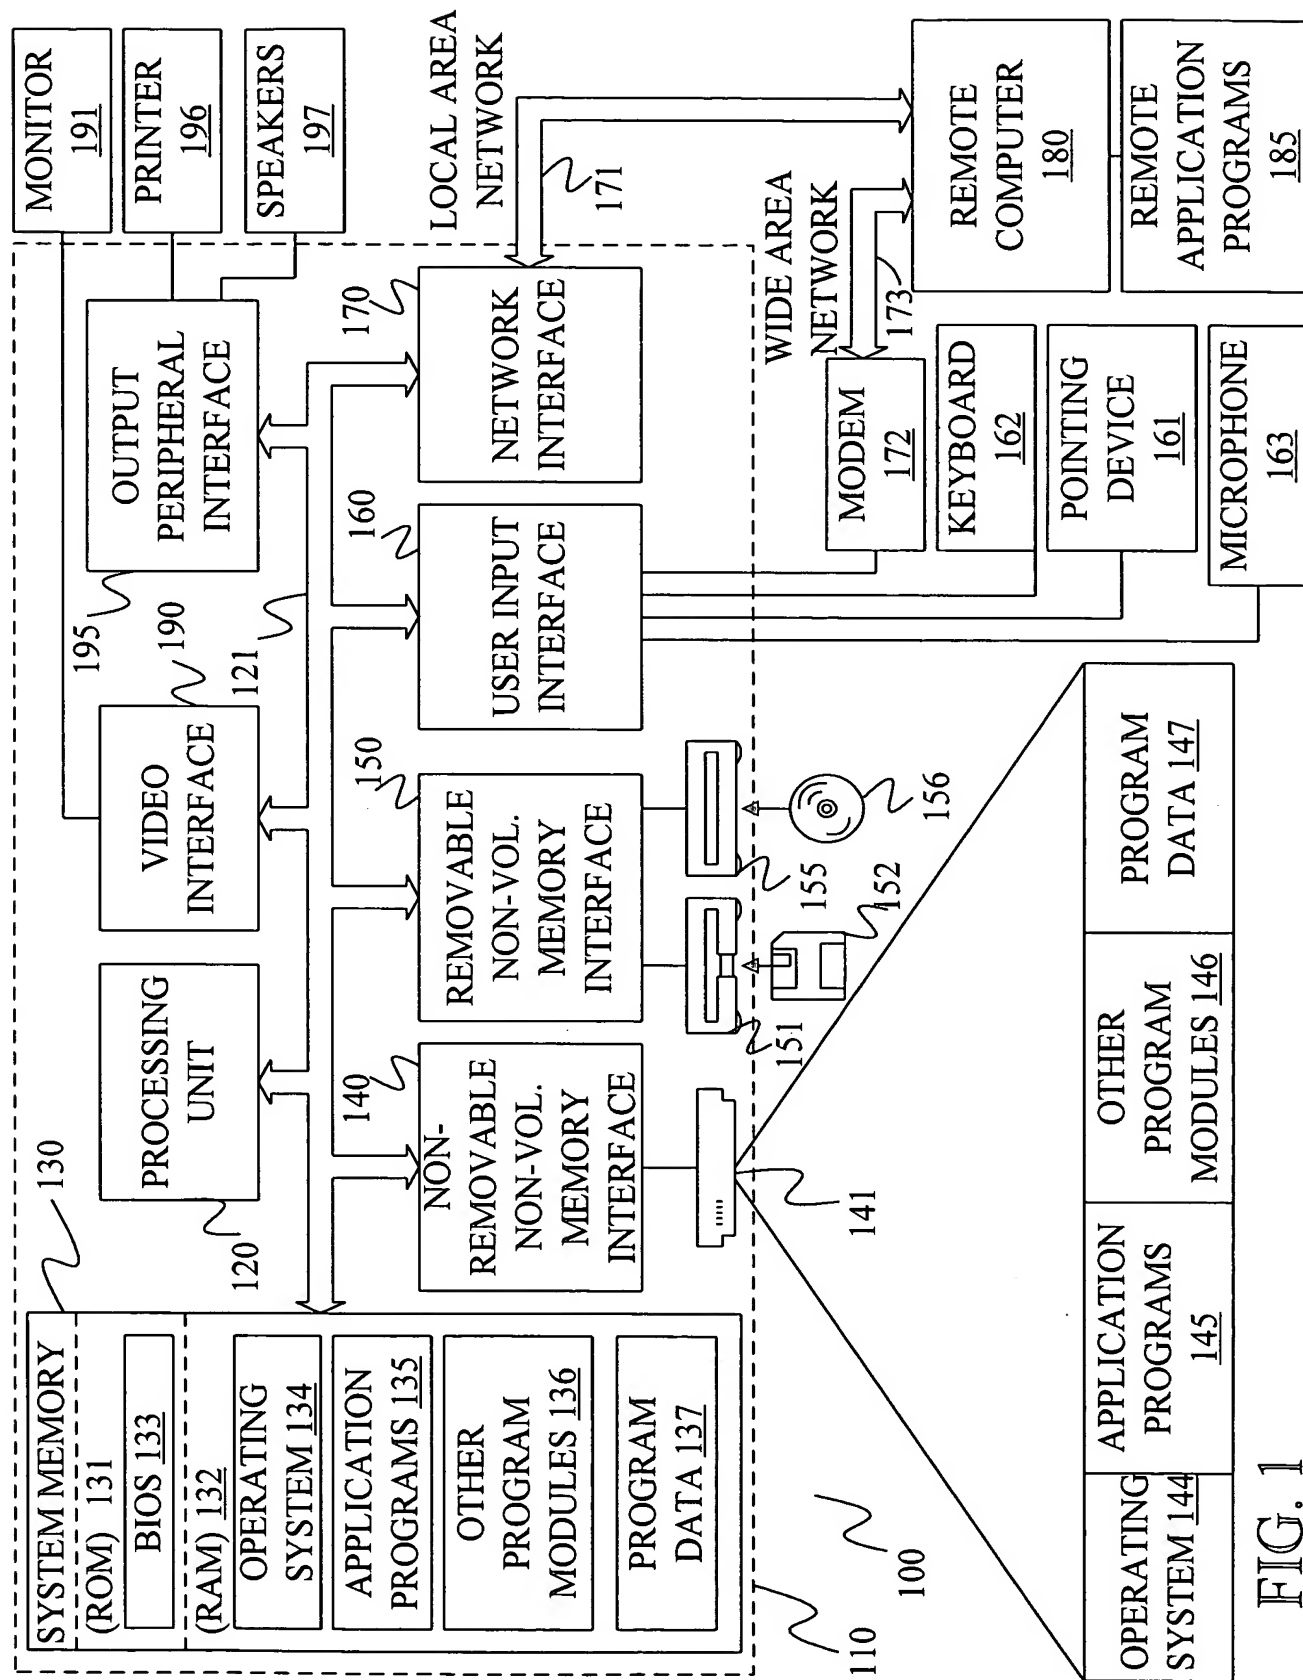 SYSTEM MEMORY
(ROM) 131
BIOS 133
(RAM) 132
OPERATING
SYSTEM 134
APPLICATION
PROGRAMS 135
OTHER
PROGRAM
MODULES 136
PROGRAM
DATA 137
130
PROCESSING
UNIT
120
VIDEO
INTERFACE
190
OUTPUT
PERIPHERAL
INTERFACE
195
121
MONITOR
191
PRINTER
196
SPEAKERS
197
NON-
REMOVABLE
NON-VOL.
MEMORY
INTERFACE
140
REMOVABLE
NON-VOL.
MEMORY
INTERFACE
150
USER INPUT
INTERFACE
160
NETWORK
INTERFACE
170
LOCAL AREA
NETWORK
171
141
151
152
155
156
WIDE AREA
NETWORK
173
MODEM
172
KEYBOARD
162
POINTING
DEVICE
161
MICROPHONE
163
REMOTE
COMPUTER
180
REMOTE
APPLICATION
PROGRAMS
185
110
100
OPERATING
SYSTEM 144
APPLICATION
PROGRAMS
145
OTHER
PROGRAM
MODULES 146
PROGRAM
DATA 147
FIG. 1